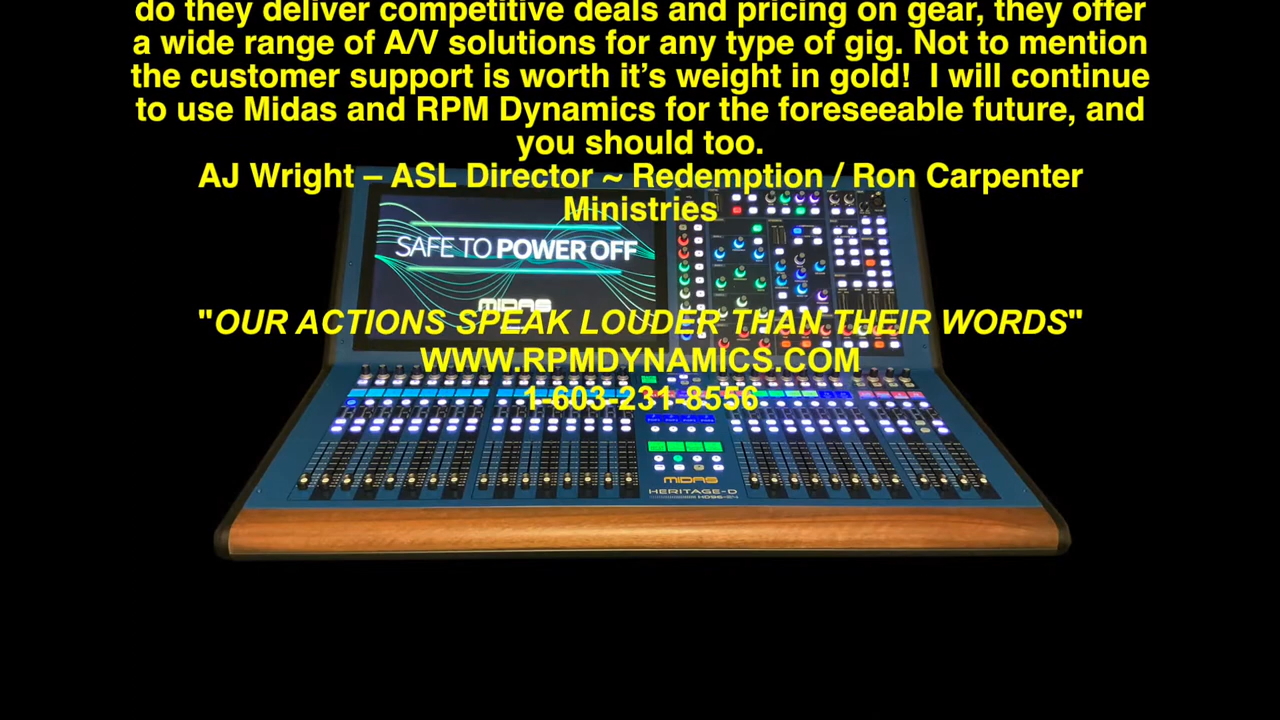 do they deliver competitive deals and pricing on gear, they offer
a wide range of A/V solutions for any type of gig. Not to mention
the customer support is worth it’s weight in gold!  I will continue
to use Midas and RPM Dynamics for the foreseeable future, and
you should too.
AJ Wright – ASL Director ~ Redemption / Ron Carpenter
Ministries
SAFE TO POWER OFF
MIDAS
"OUR ACTIONS SPEAK LOUDER THAN THEIR WORDS"
WWW.RPMDYNAMICS.COM
1-603-231-8556
MIDAS
HERITAGE-D
HD96-24